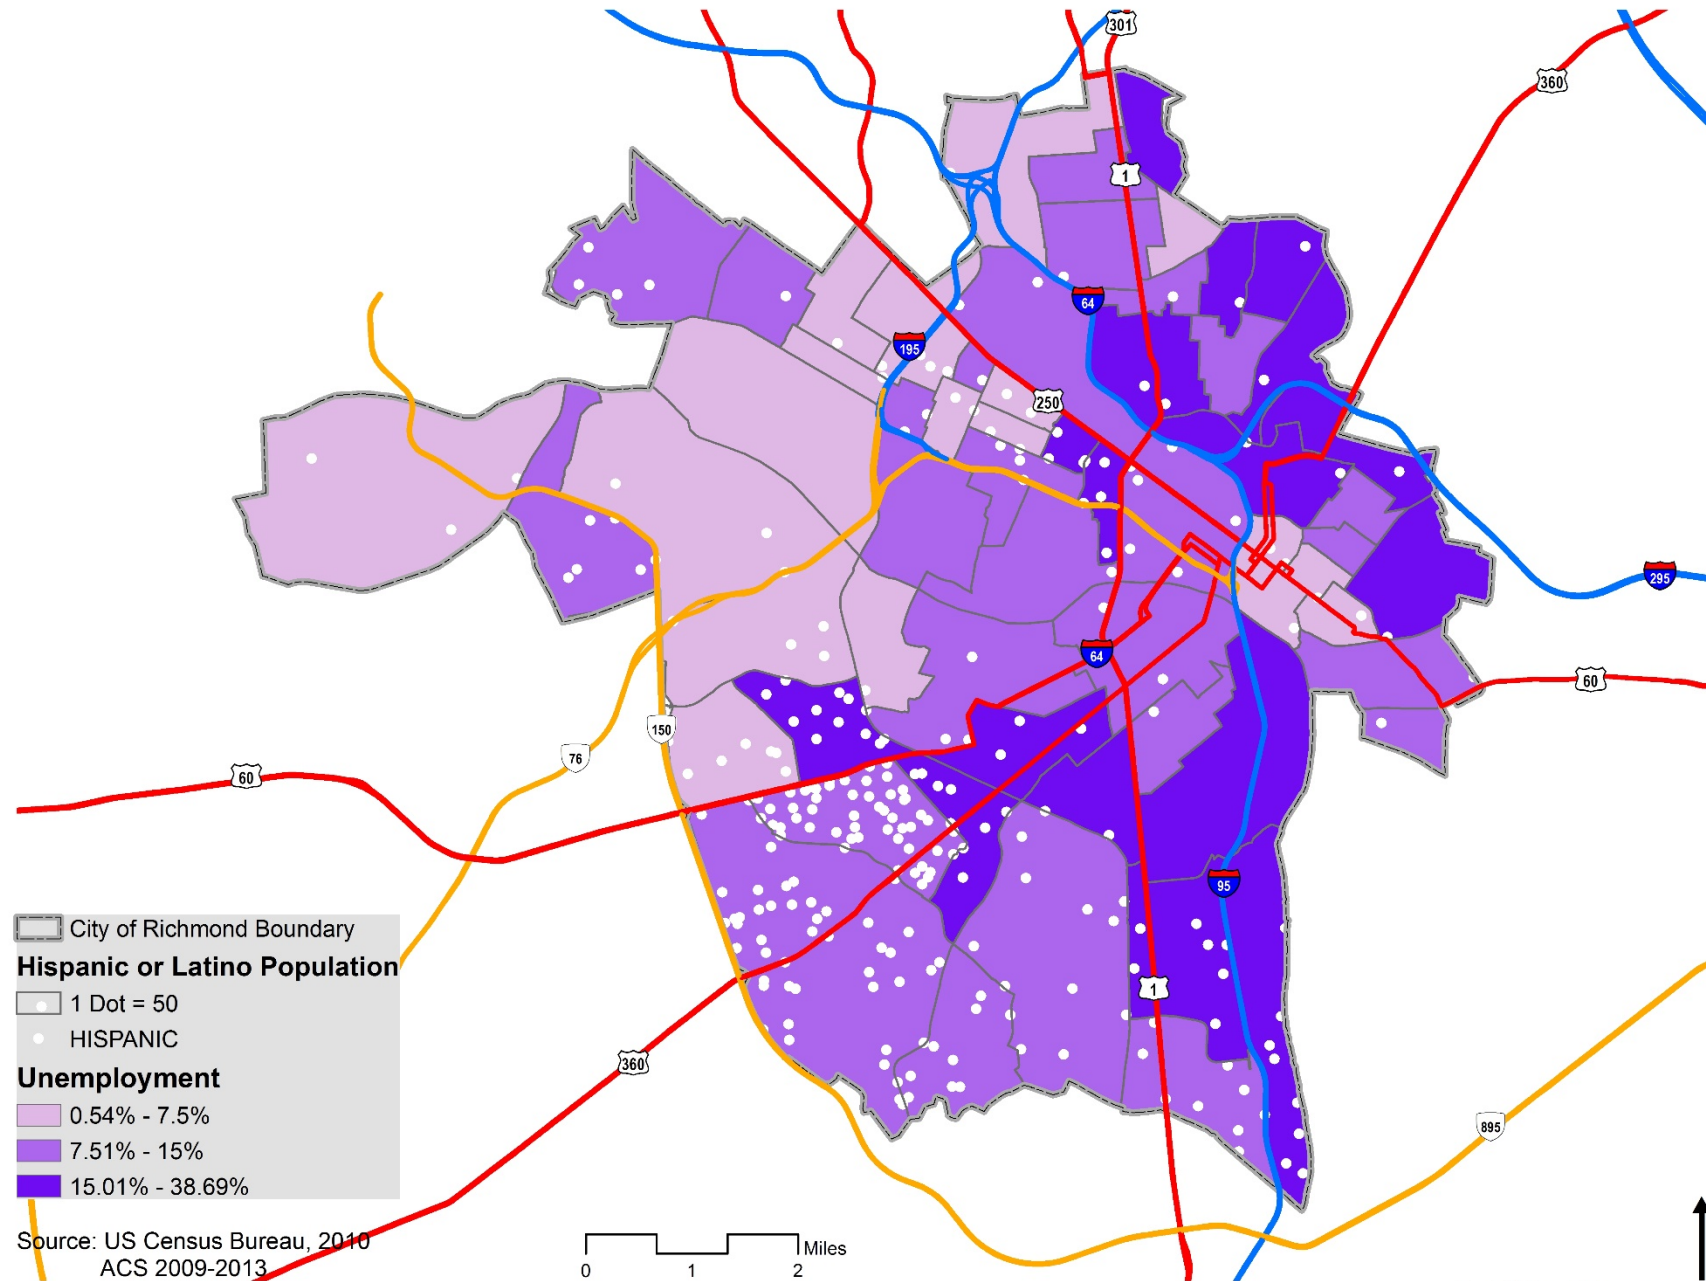 301
360
1
64
195
250
295
64
60
150
76
60
95
1
360
895
City of Richmond Boundary
Hispanic or Latino Population
1 Dot = 50
HISPANIC
Unemployment
0.54% - 7.5%
7.51% - 15%
15.01% - 38.69%
Source: US Census Bureau, 2010
ACS 2009-2013
Miles
0 1 2